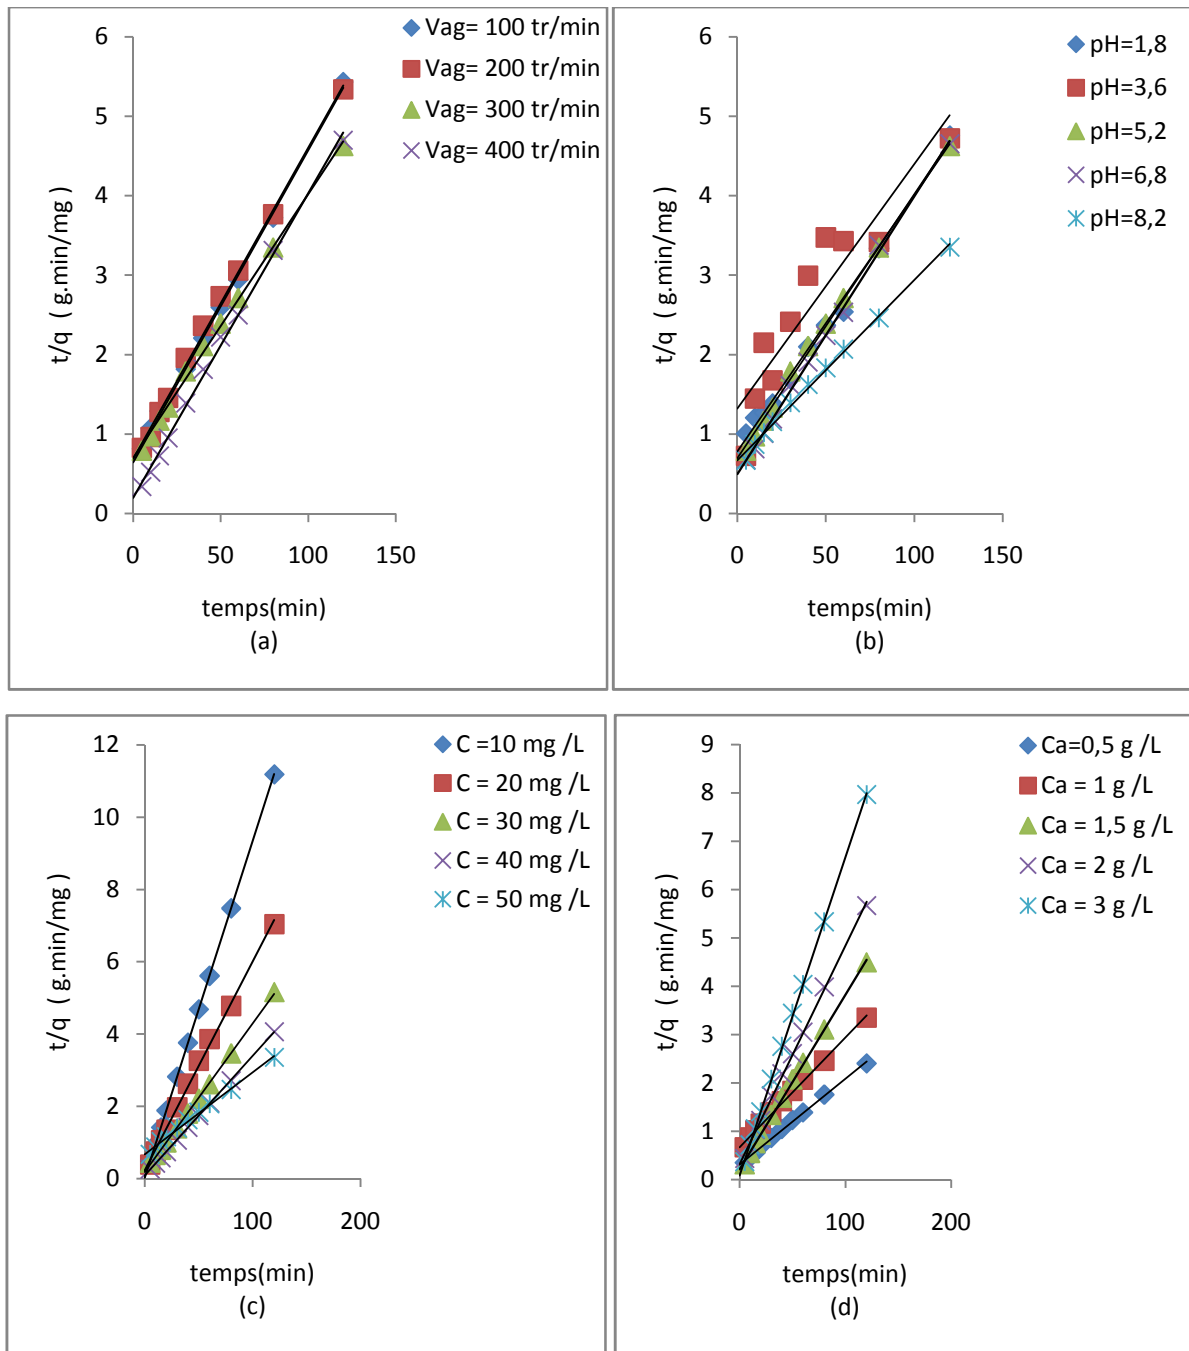 Vag= 100 tr/min
Vag= 200 tr/min
Vag= 300 tr/min
Vag= 400 tr/min
6
5
4
3
2
1
0
t/q ( g.min/mg )
0 50 100 150
temps(min)
(a)
pH=1,8
pH=3,6
pH=5,2
pH=6,8
pH=8,2
6
5
4
3
2
1
0
t/q ( g.min/mg )
0 50 100 150
temps(min)
(b)
C =10 mg /L
C = 20 mg /L
C = 30 mg /L
C = 40 mg /L
C = 50 mg /L
12
10
8
6
4
2
0
t/q ( g.min/mg )
0 100 200
temps(min)
(c)
Ca=0,5 g /L
Ca = 1 g /L
Ca = 1,5 g /L
Ca = 2 g /L
Ca = 3 g /L
9
8
7
6
5
4
3
2
1
0
t/q ( g.min/mg )
0 100 200
temps(min)
(d)